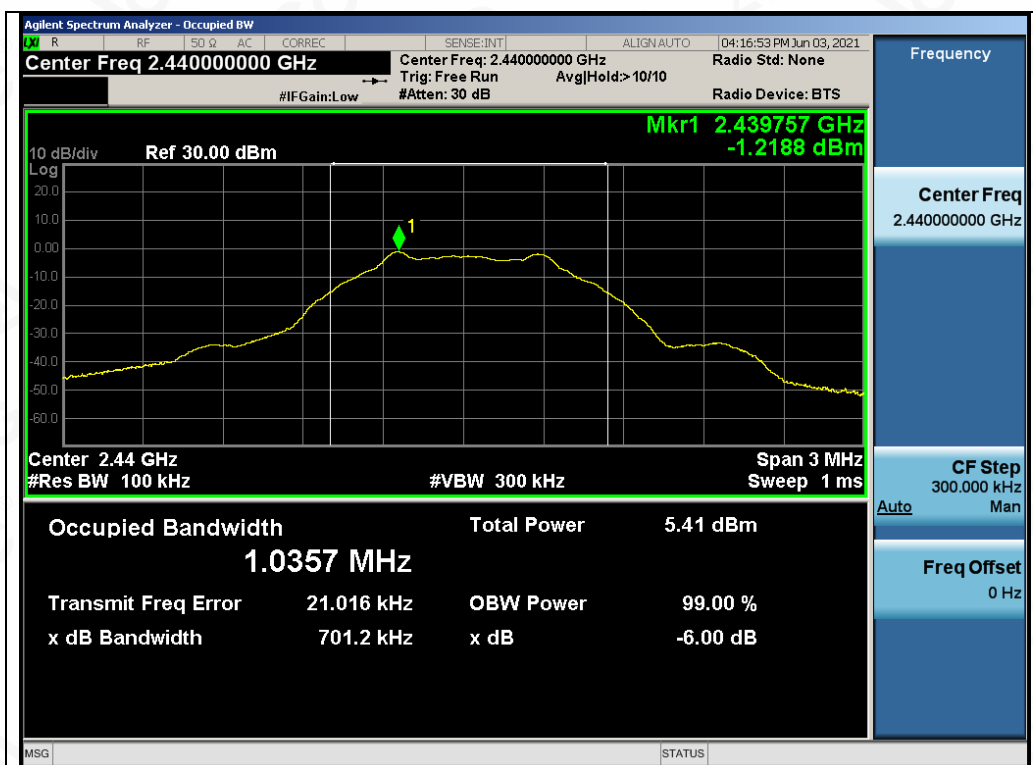 Agilent Spectrum Analyzer - Occupied BW
LXI R RF 50 Ω AC CORREC SENSE:INT ALIGN AUTO 04:16:53 PM Jun 03, 2021
Center Freq 2.440000000 GHz
Center Freq: 2.440000000 GHz Radio Std: None
Trig: Free Run Avg|Hold:>10/10
#IFGain:Low #Atten: 30 dB Radio Device: BTS
Mkr1 2.439757 GHz
-1.2188 dBm
10 dB/div Ref 30.00 dBm
Log
20.0
10.0
0.00
-10.0
-20.0
-30.0
-40.0
-50.0
-60.0
1
Center 2.44 GHz Span 3 MHz
#Res BW 100 kHz #VBW 300 kHz Sweep 1 ms
Occupied Bandwidth Total Power 5.41 dBm
1.0357 MHz
Transmit Freq Error 21.016 kHz OBW Power 99.00 %
x dB Bandwidth 701.2 kHz x dB -6.00 dB
Frequency
Center Freq
2.440000000 GHz
CF Step
300.000 kHz
Auto Man
Freq Offset
0 Hz
MSG STATUS